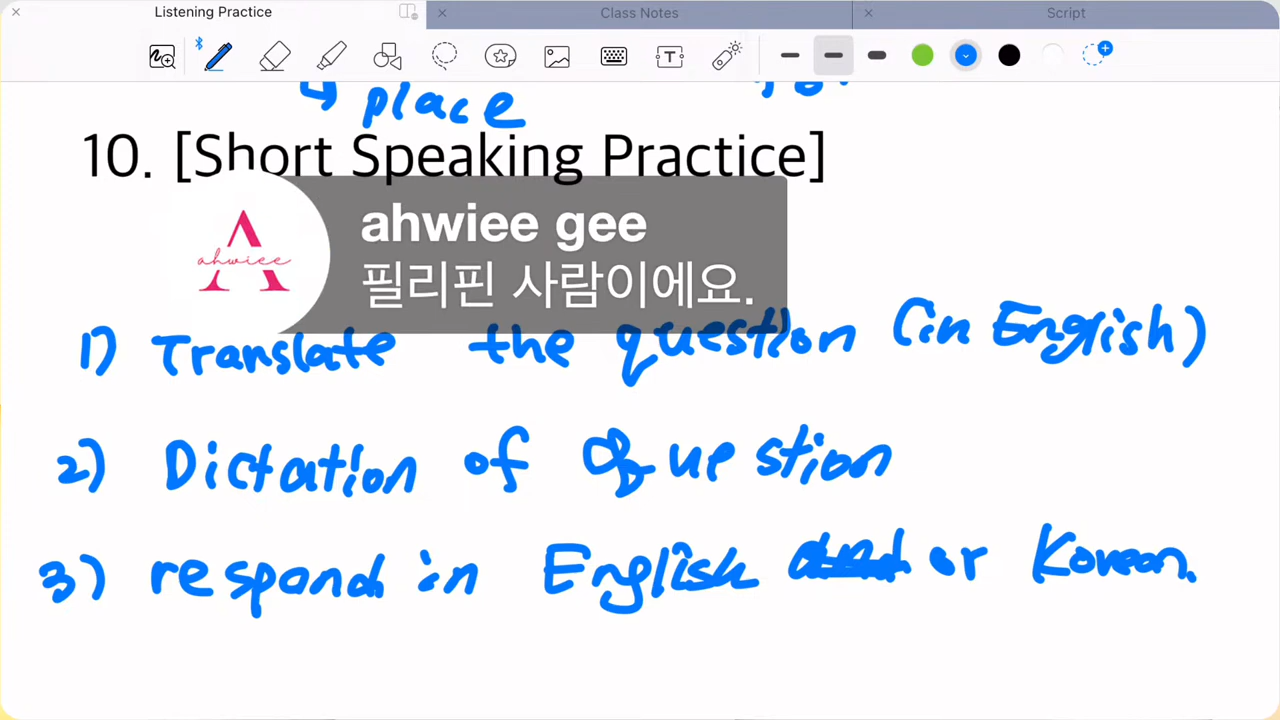 Listening Practice
Class Notes
Script
place
10. [Short Speaking Practice]
ahwiee gee
A
ahwiee
필리핀 사람이에요.
1) Translate the question (in English)
2) Dictation of question
3) respond in English and or Korean.